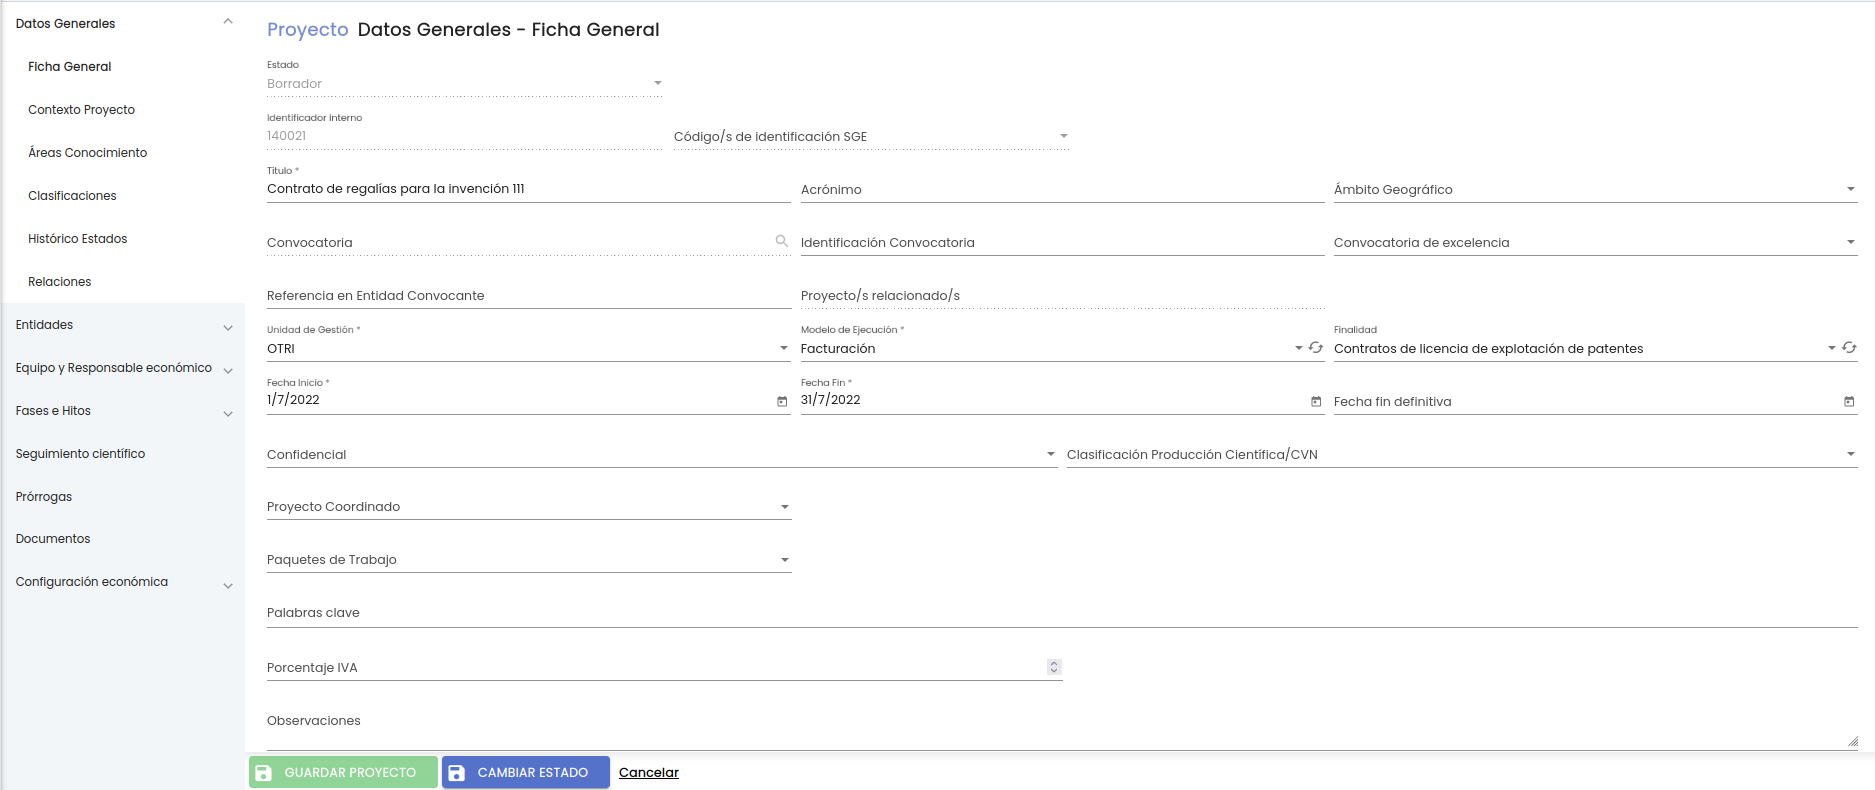 Datos Generales
Ficha General
Contexto Proyecto
Áreas Conocimiento
Clasificaciones
Histórico Estados
Relaciones
Entidades
Equipo y Responsable económico
Fases e Hitos
Seguimiento científico
Prórrogas
Documentos
Configuración económica
Proyecto Datos Generales - Ficha General
Estado
Borrador
Identificador interno
140021
Código/s de identificación SGE
Título *
Contrato de regalías para la invención 111
Acrónimo
Ámbito Geográfico
Convocatoria
Identificación Convocatoria
Convocatoria de excelencia
Referencia en Entidad Convocante
Proyecto/s relacionado/s
Unidad de Gestión *
OTRI
Modelo de Ejecución *
Facturación
Finalidad
Contratos de licencia de explotación de patentes
Fecha Inicio *
1/7/2022
Fecha Fin *
31/7/2022
Fecha fin definitiva
Confidencial
Clasificación Producción Científica/CVN
Proyecto Coordinado
Paquetes de Trabajo
Palabras clave
Porcentaje IVA
Observaciones
GUARDAR PROYECTO
CAMBIAR ESTADO
Cancelar